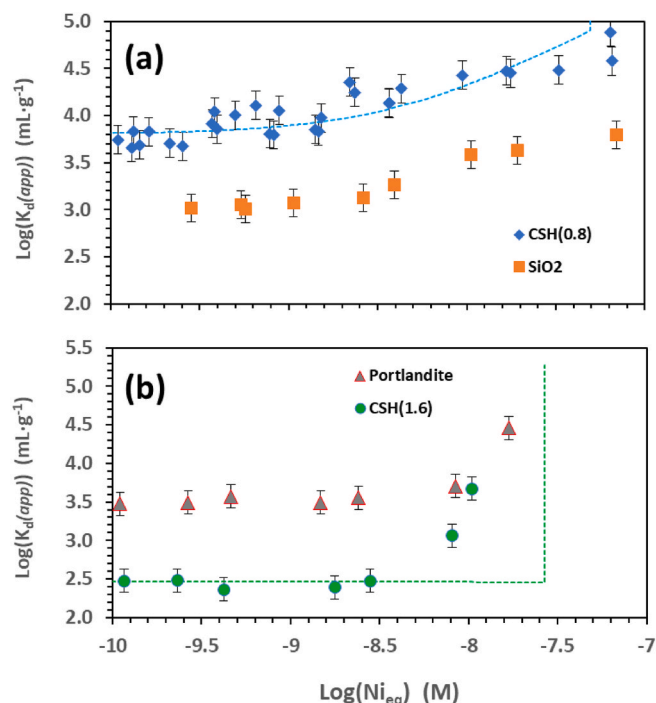 (a)
5.0
4.5
4.0
3.5
3.0
2.5
2.0
Log(Kd(app)) (mL·g-1)
CSH(0.8)
SiO2
(b)
5.5
5.0
4.5
4.0
3.5
3.0
2.5
2.0
Log(Kd(app)) (mL·g-1)
Portlandite
CSH(1.6)
-10 -9.5 -9 -8.5 -8 -7.5 -7
Log(Nieq) (M)